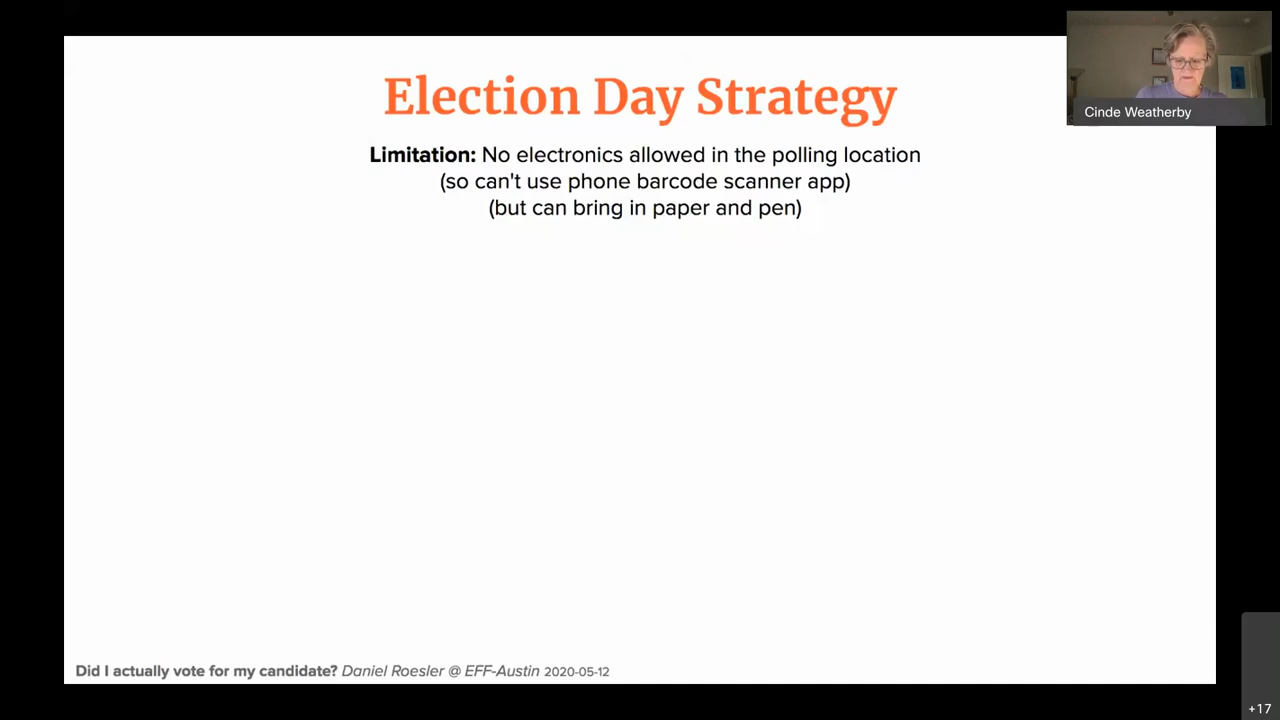 Election Day Strategy
Cinde Weatherby
Limitation: No electronics allowed in the polling location
(so can't use phone barcode scanner app)
(but can bring in paper and pen)
Did I actually vote for my candidate? Daniel Roesler @ EFF-Austin 2020-05-12
+17